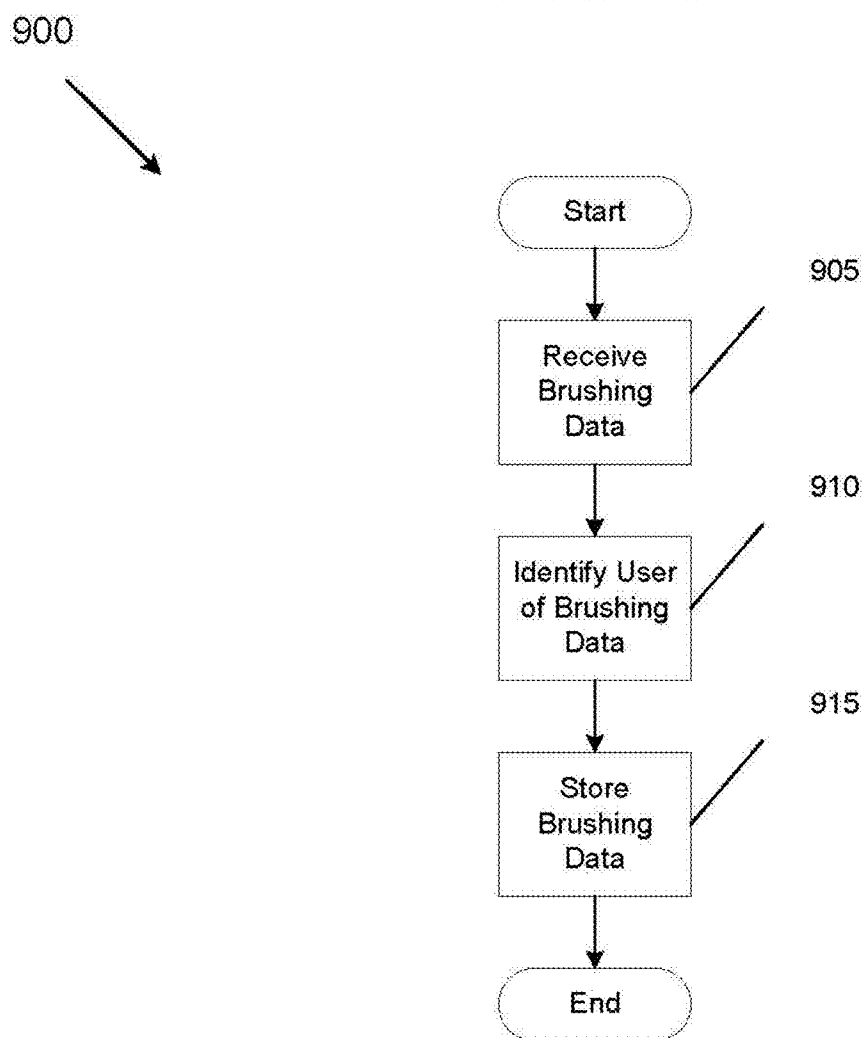 900
Start
905
Receive
Brushing
Data
910
Identify User
of Brushing
Data
915
Store
Brushing
Data
End